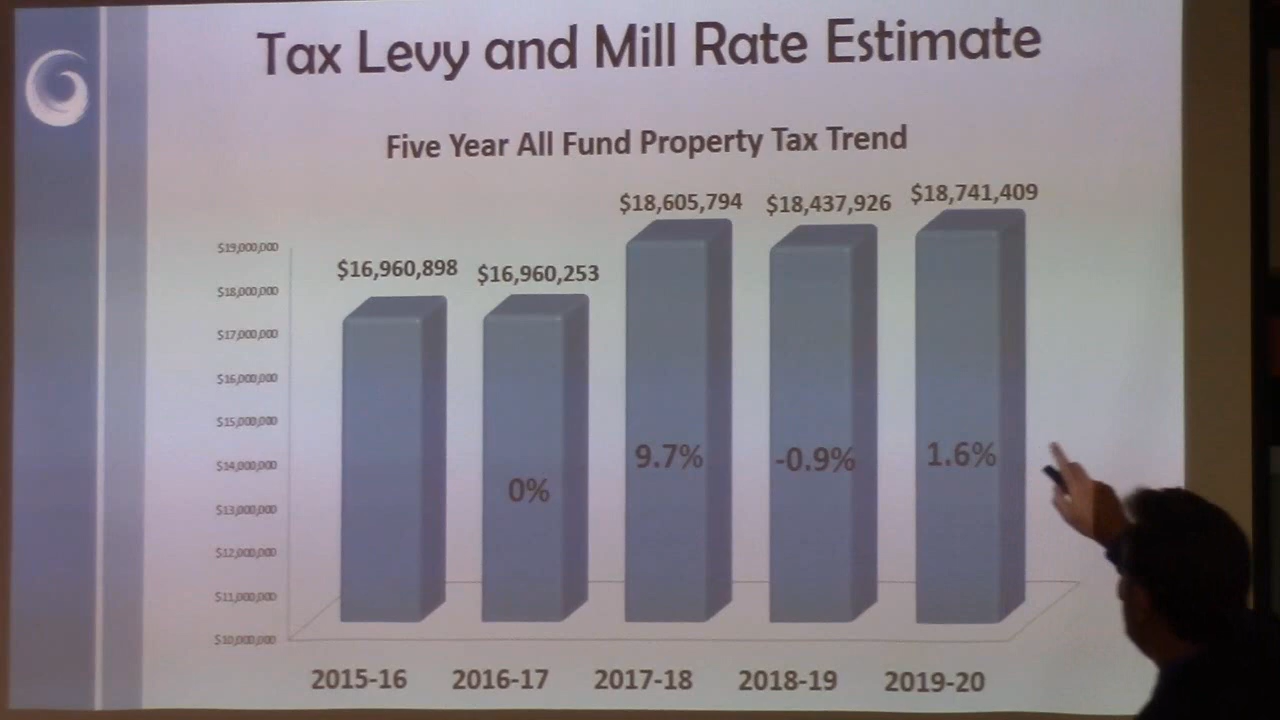 Tax Levy and Mill Rate Estimate
Five Year All Fund Property Tax Trend
$16,960,898 $16,960,253 $18,605,794 $18,437,926 $18,741,409
$19,000,000
$18,000,000
$17,000,000
$16,000,000
$15,000,000
$14,000,000
$13,000,000
$12,000,000
$11,000,000
$10,000,000
0% 9.7% -0.9% 1.6%
2015-16 2016-17 2017-18 2018-19 2019-20